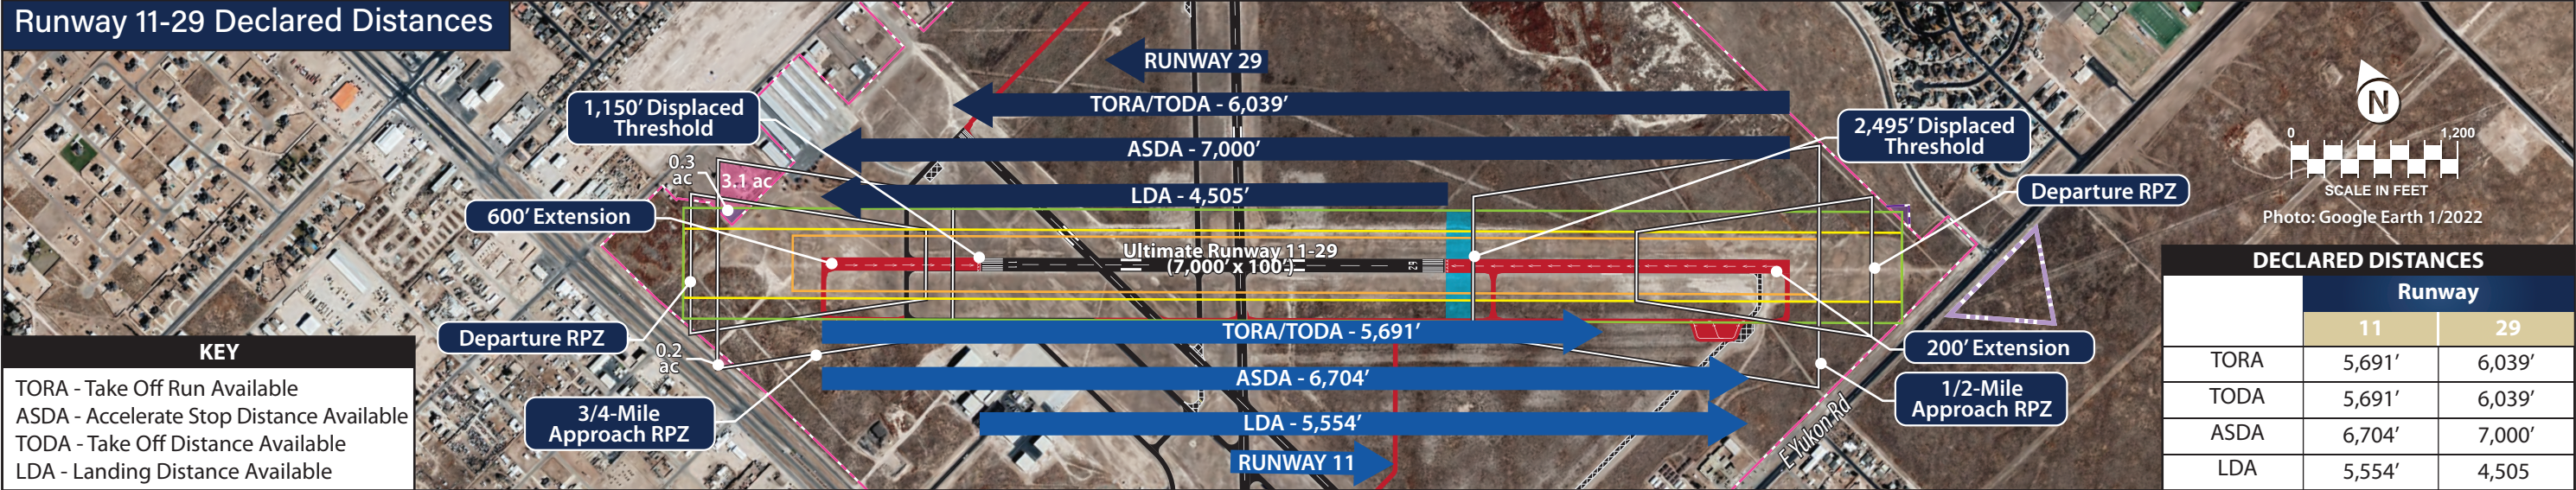 Runway 11-29 Declared Distances
RUNWAY 29
TORA/TODA - 6,039’
ASDA - 7,000’
LDA - 4,505’
1,150’ Displaced
Threshold
2,495’ Displaced
Threshold
0.3
ac
3.1 ac
600’ Extension
Departure RPZ
N
0
1,200
SCALE IN FEET
Photo: Google Earth 1/2022
Ultimate Runway 11-29
(7,000’ x 100’)
29
Departure RPZ
0.2
ac
3/4-Mile
Approach RPZ
TORA/TODA - 5,691’
ASDA - 6,704’
LDA - 5,554’
RUNWAY 11
200’ Extension
1/2-Mile
Approach RPZ
E Yukon Rd
KEY
TORA - Take Off Run Available
ASDA - Accelerate Stop Distance Available
TODA - Take Off Distance Available
LDA - Landing Distance Available
DECLARED DISTANCES
Runway
11 29
TORA 5,691’ 6,039’
TODA 5,691’ 6,039’
ASDA 6,704’ 7,000’
LDA 5,554’ 4,505